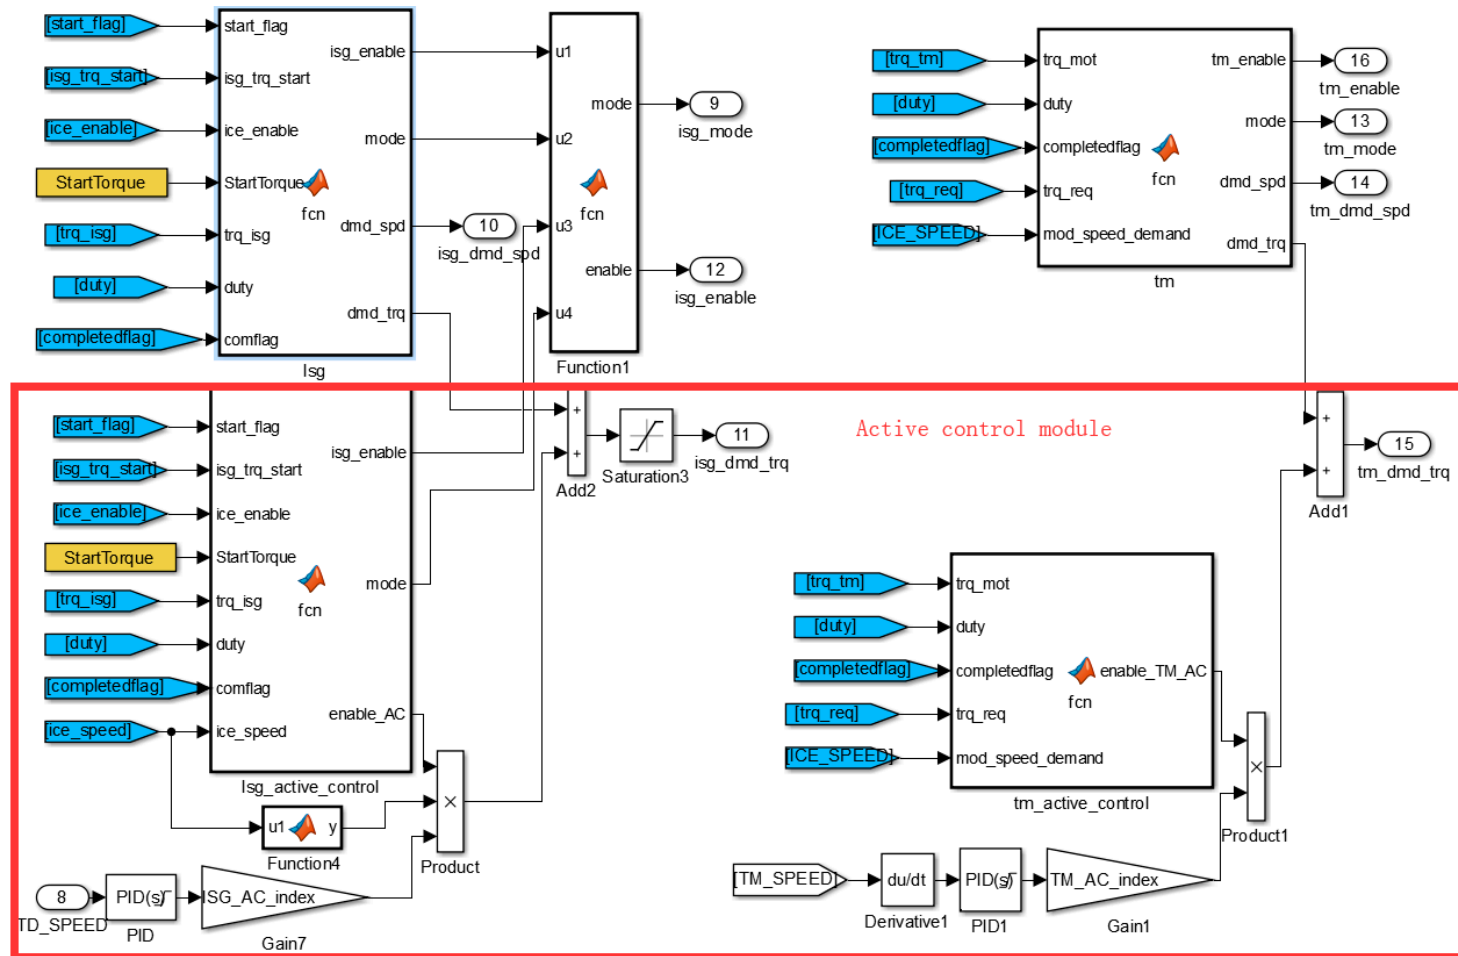 [start_flag]
[isg_trq_start]
[ice_enable]
StartTorque
[trq_isg]
[duty]
[completedflag]
start_flag
isg_trq_start
ice_enable
StartTorque
trq_isg
duty
comflag
fcn
isg_enable
mode
dmd_spd
dmd_trq
Isg
10
isg_dmd_spd
u1
u2
u3
u4
fcn
mode
enable
Function1
9
isg_mode
12
isg_enable
[trq_tm]
[duty]
[completedflag]
[trq_req]
[ICE_SPEED]
trq_mot
duty
completedflag
trq_req
mod_speed_demand
fcn
tm_enable
mode
dmd_spd
dmd_trq
tm
16
tm_enable
13
tm_mode
14
tm_dmd_spd
Active control module
[start_flag]
[isg_trq_start]
[ice_enable]
StartTorque
[trq_isg]
[duty]
[completedflag]
[ice_speed]
start_flag
isg_trq_start
ice_enable
StartTorque
trq_isg
duty
comflag
ice_speed
fcn
isg_enable
mode
enable_AC
Isg_active_control
+
+
Add2
Saturation3
11
isg_dmd_trq
u1
y
Function4
×
Product
8
TD_SPEED
PID(s)
PID
ISG_AC_index
Gain7
[trq_tm]
[duty]
[completedflag]
[trq_req]
[ICE_SPEED]
trq_mot
duty
completedflag
trq_req
mod_speed_demand
fcn
enable_TM_AC
tm_active_control
+
+
Add1
15
tm_dmd_trq
×
Product1
[TM_SPEED]
du/dt
Derivative1
PID(s)
PID1
TM_AC_index
Gain1